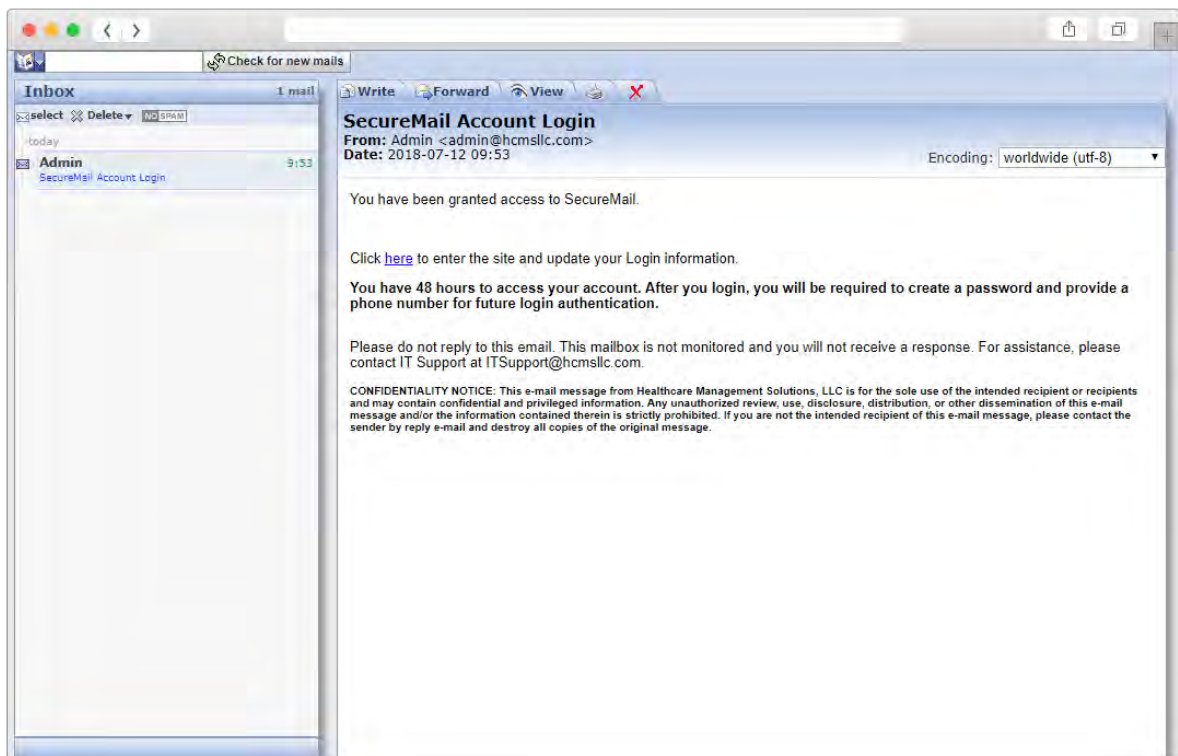 Check for new mails
Inbox 1 mail
Write Forward View
select Delete NO SPAM
today
Admin 9:53
SecureMail Account Login
SecureMail Account Login
From: Admin <admin@hcmsllc.com>
Date: 2018-07-12 09:53
Encoding: worldwide (utf-8)
You have been granted access to SecureMail.
Click here to enter the site and update your Login information.
You have 48 hours to access your account. After you login, you will be required to create a password and provide a
phone number for future login authentication.
Please do not reply to this email. This mailbox is not monitored and you will not receive a response. For assistance, please
contact IT Support at ITSupport@hcmsllc.com.
CONFIDENTIALITY NOTICE: This e-mail message from Healthcare Management Solutions, LLC is for the sole use of the intended recipient or recipients
and may contain confidential and privileged information. Any unauthorized review, use, disclosure, distribution, or other dissemination of this e-mail
message and/or the information contained therein is strictly prohibited. If you are not the intended recipient of this e-mail message, please contact the
sender by reply e-mail and destroy all copies of the original message.